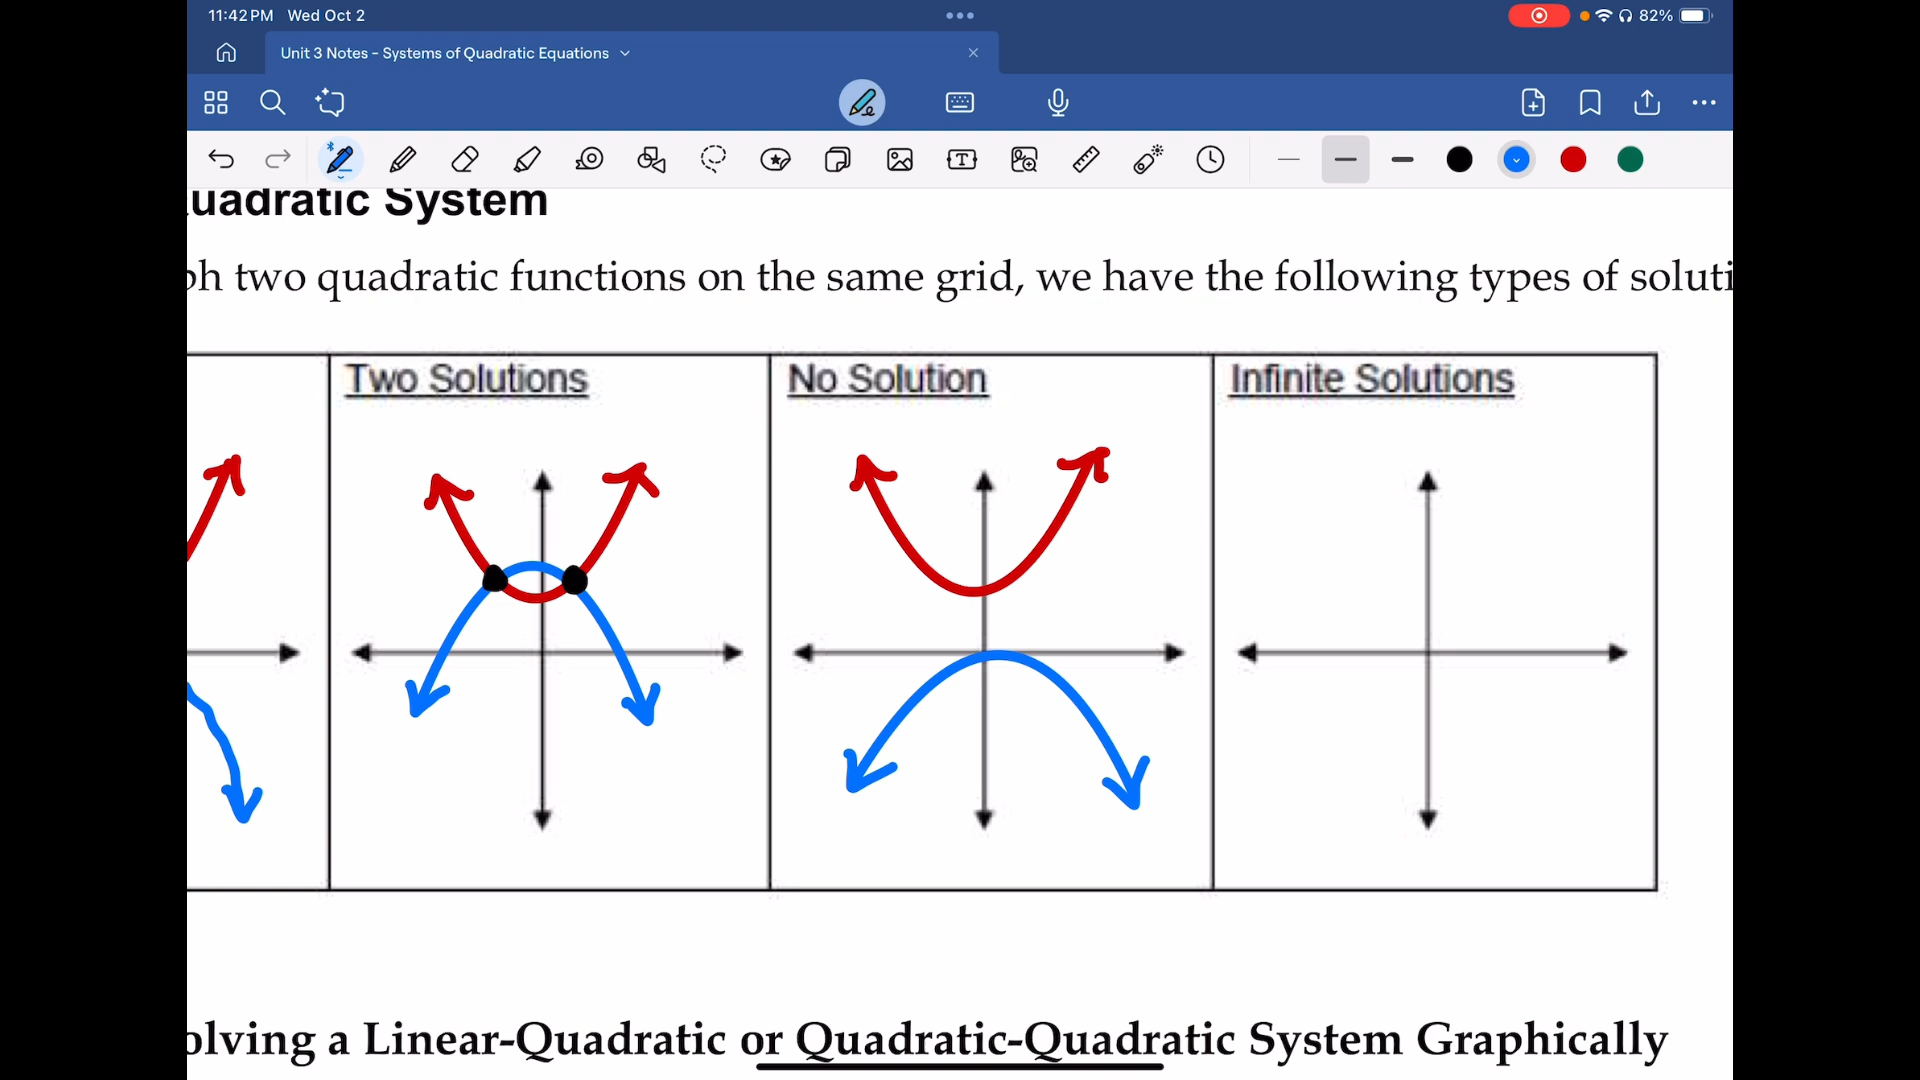 11:42 PM Wed Oct 2
82%
Unit 3 Notes - Systems of Quadratic Equations
uadratic System
ph two quadratic functions on the same grid, we have the following types of soluti
Two Solutions
No Solution
Infinite Solutions
olving a Linear-Quadratic or Quadratic-Quadratic System Graphically